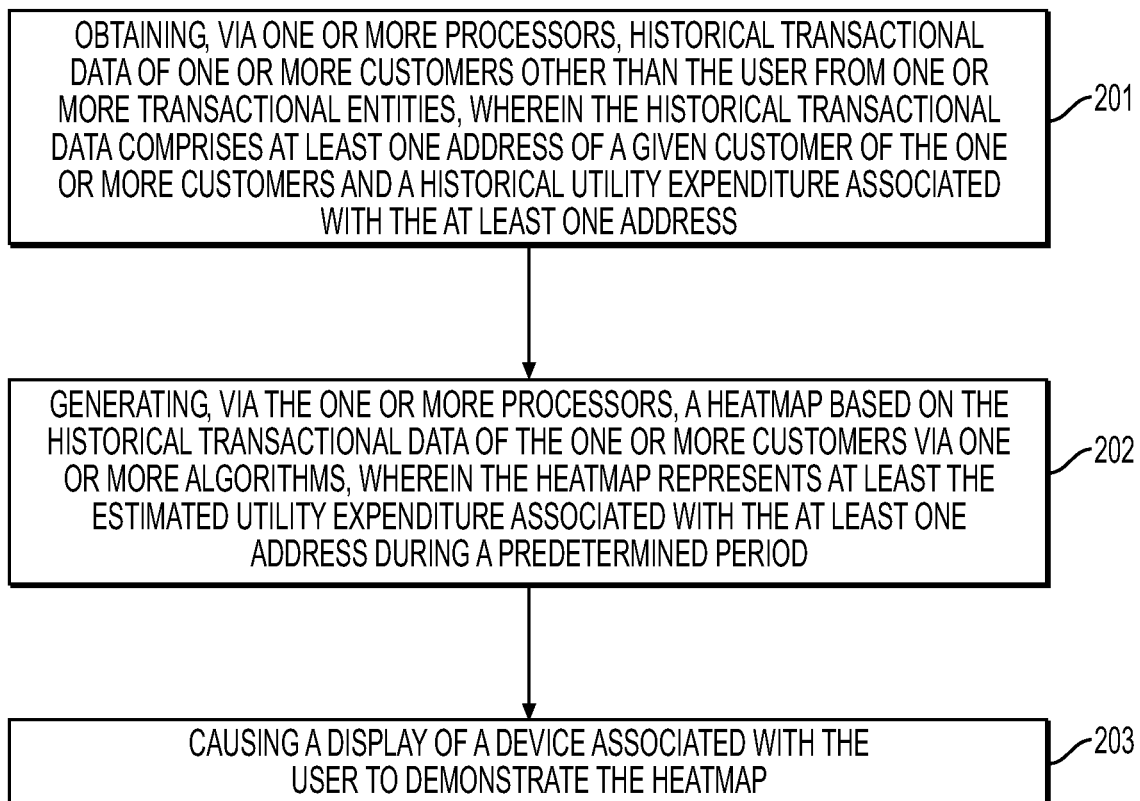 OBTAINING, VIA ONE OR MORE PROCESSORS, HISTORICAL TRANSACTIONAL
DATA OF ONE OR MORE CUSTOMERS OTHER THAN THE USER FROM ONE OR
MORE TRANSACTIONAL ENTITIES, WHEREIN THE HISTORICAL TRANSACTIONAL
DATA COMPRISES AT LEAST ONE ADDRESS OF A GIVEN CUSTOMER OF THE ONE
OR MORE CUSTOMERS AND A HISTORICAL UTILITY EXPENDITURE ASSOCIATED
WITH THE AT LEAST ONE ADDRESS
201
GENERATING, VIA THE ONE OR MORE PROCESSORS, A HEATMAP BASED ON THE
HISTORICAL TRANSACTIONAL DATA OF THE ONE OR MORE CUSTOMERS VIA ONE
OR MORE ALGORITHMS, WHEREIN THE HEATMAP REPRESENTS AT LEAST THE
ESTIMATED UTILITY EXPENDITURE ASSOCIATED WITH THE AT LEAST ONE
ADDRESS DURING A PREDETERMINED PERIOD
202
CAUSING A DISPLAY OF A DEVICE ASSOCIATED WITH THE
USER TO DEMONSTRATE THE HEATMAP
203